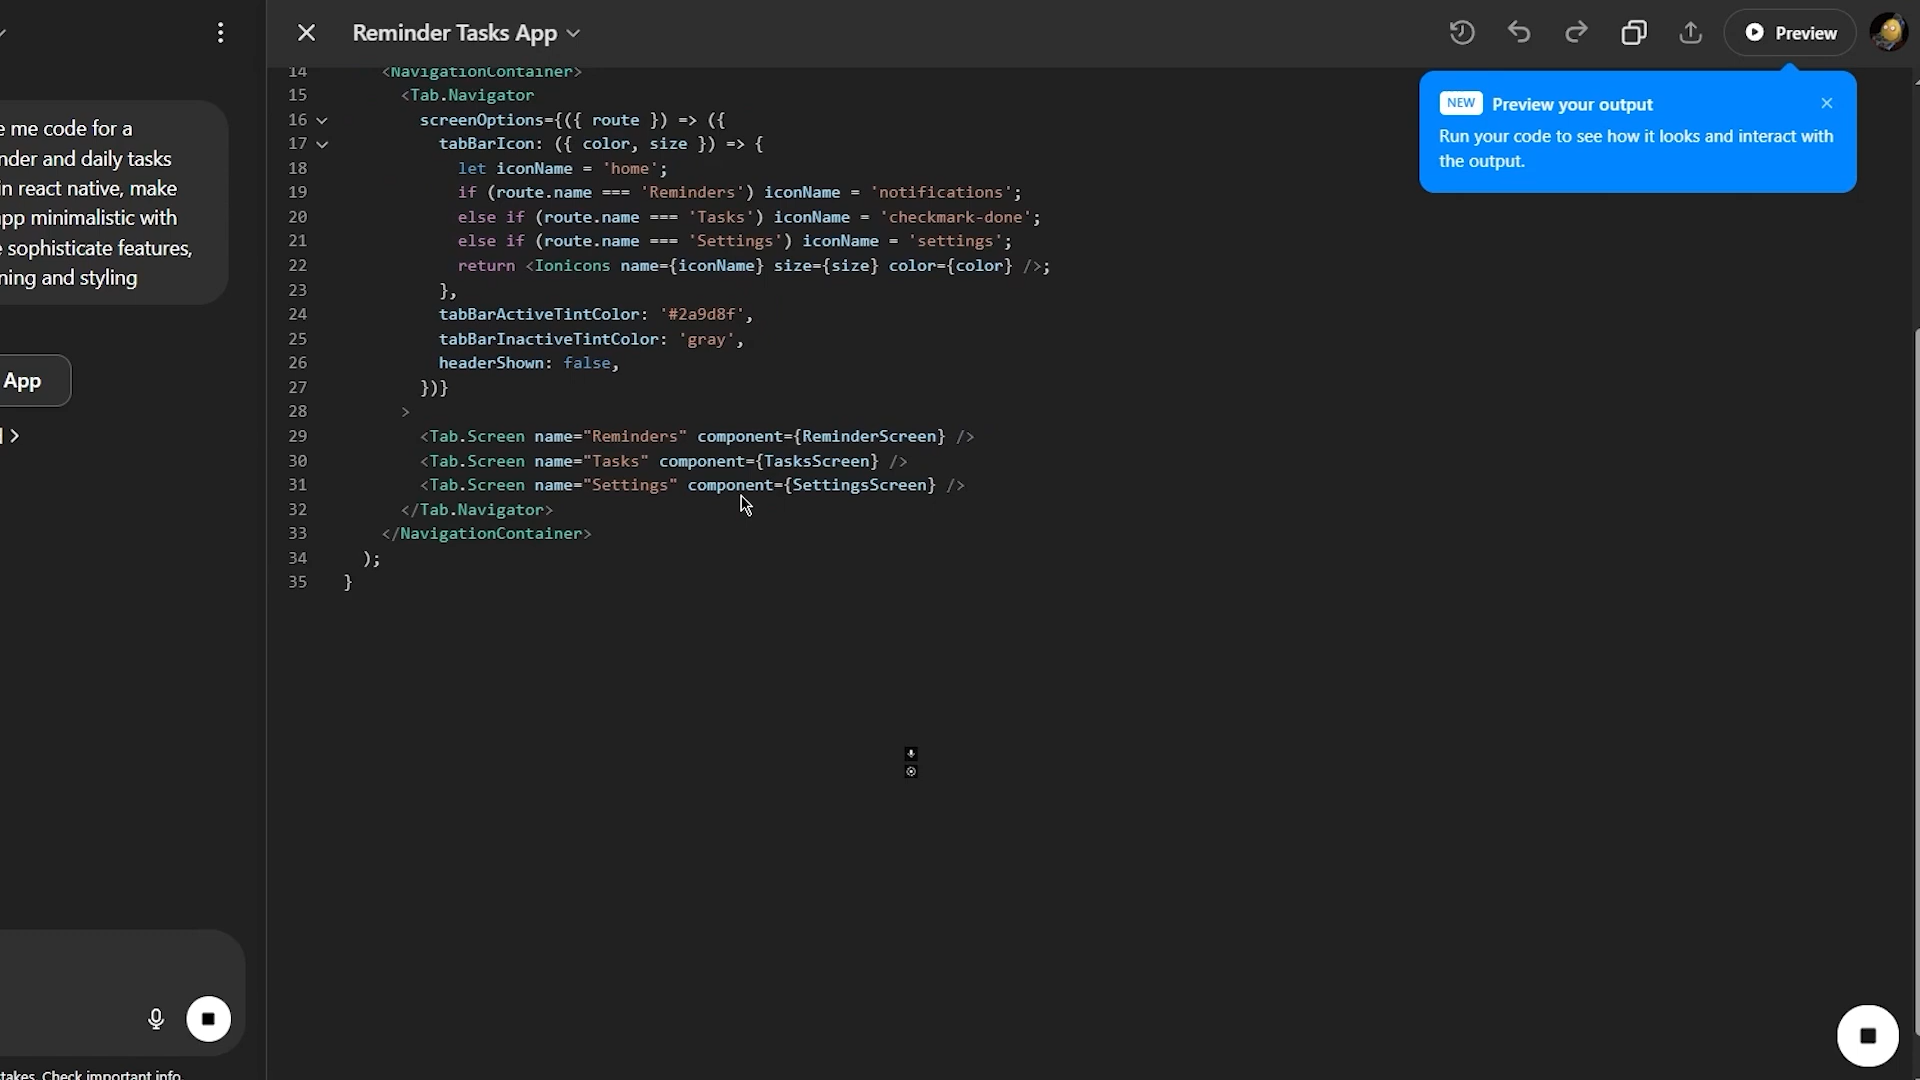 Reminder Tasks App
Preview
NEW Preview your output
Run your code to see how it looks and interact with
the output.
e me code for a
nder and daily tasks
in react native, make
app minimalistic with
e sophisticate features,
ning and styling
App
14 <NavigationContainer>
15 <Tab.Navigator
16 screenOptions={({ route }) => ({
17 tabBarIcon: ({ color, size }) => {
18 let iconName = 'home';
19 if (route.name === 'Reminders') iconName = 'notifications';
20 else if (route.name === 'Tasks') iconName = 'checkmark-done';
21 else if (route.name === 'Settings') iconName = 'settings';
22 return <Ionicons name={iconName} size={size} color={color} />;
23 },
24 tabBarActiveTintColor: '#2a9d8f',
25 tabBarInactiveTintColor: 'gray',
26 headerShown: false,
27 })}
28 >
29 <Tab.Screen name="Reminders" component={ReminderScreen} />
30 <Tab.Screen name="Tasks" component={TasksScreen} />
31 <Tab.Screen name="Settings" component={SettingsScreen} />
32 </Tab.Navigator>
33 </NavigationContainer>
34 );
35 }
takes. Check important info.